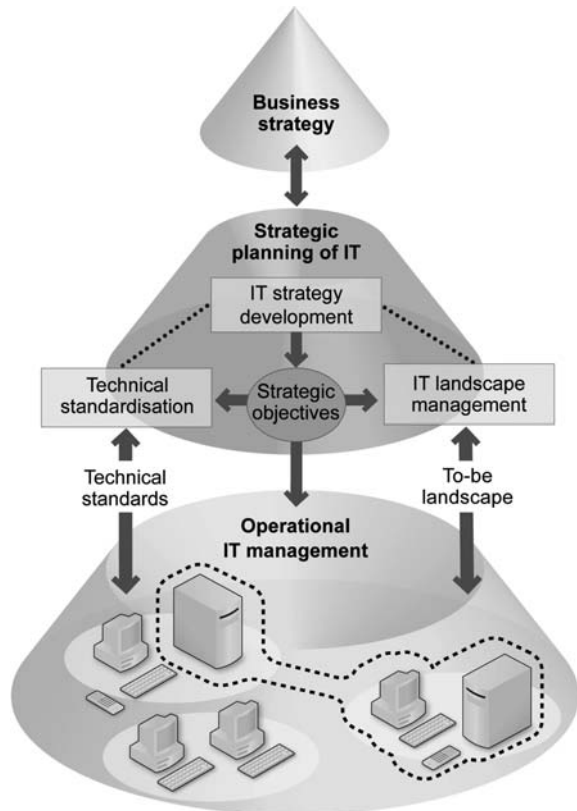 Business
strategy
Strategic
planning of IT
IT strategy
development
Technical
standardisation
Strategic
objectives
IT landscape
management
Technical
standards
To-be
landscape
Operational
IT management